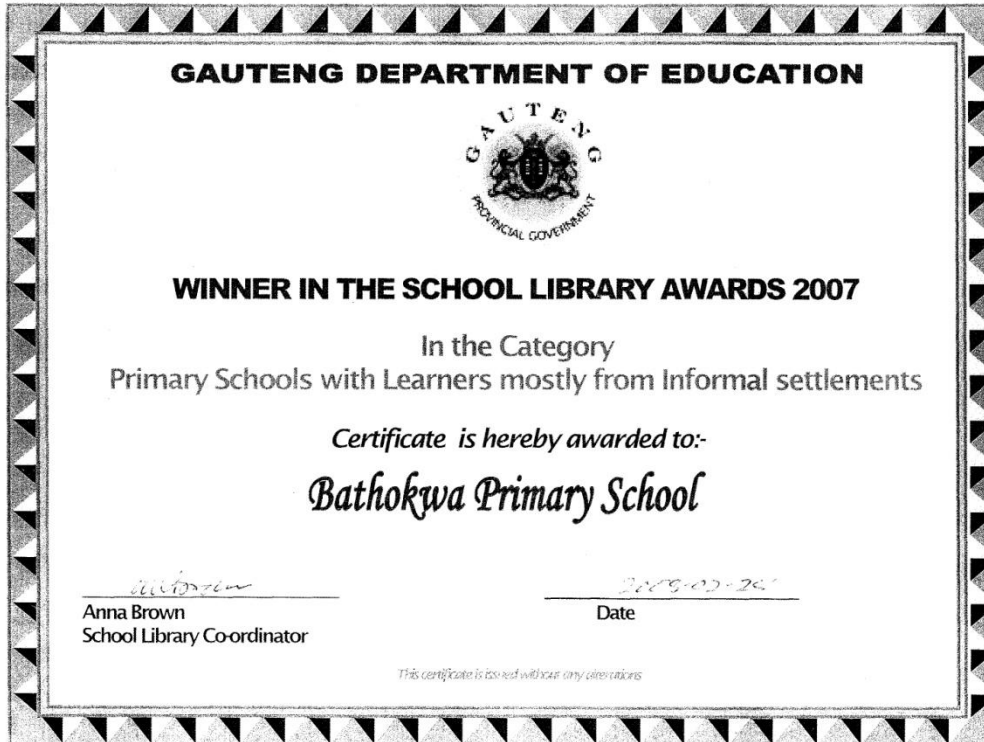 GAUTENG DEPARTMENT OF EDUCATION
GAUTENG
PROVINCIAL GOVERNMENT
WINNER IN THE SCHOOL LIBRARY AWARDS 2007
In the Category
Primary Schools with Learners mostly from Informal settlements
Certificate is hereby awarded to:-
Bathokwa Primary School
Anna Brown
Date
School Library Co-ordinator
This certificate is issued without any alterations